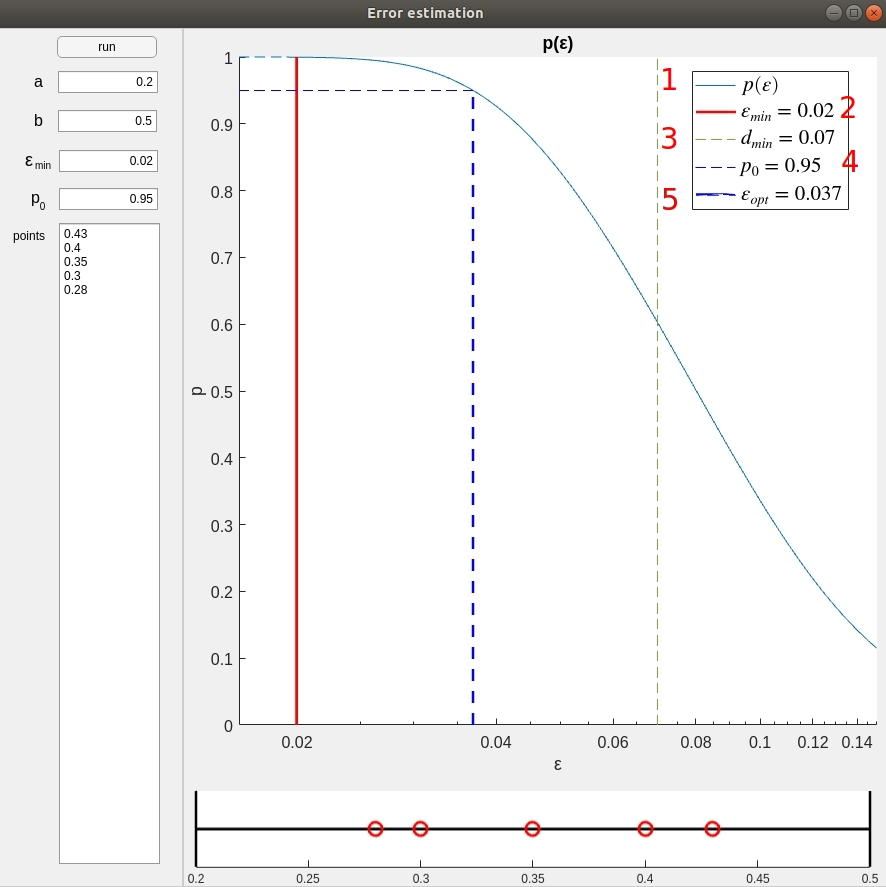 Error estimation
run
a 0.2
b 0.5
ε min 0.02
p0 0.95
points
0.43
0.4
0.35
0.3
0.28
p(ε)
1 p(ε)
εmin = 0.02 2
3 dmin = 0.07
p0 = 0.95 4
5 εopt = 0.037
1
0.9
0.8
0.7
0.6
0.5
0.4
0.3
0.2
0.1
0
p
0.02 0.04 0.06 0.08 0.1 0.12 0.14
ε
0.2 0.25 0.3 0.35 0.4 0.45 0.5